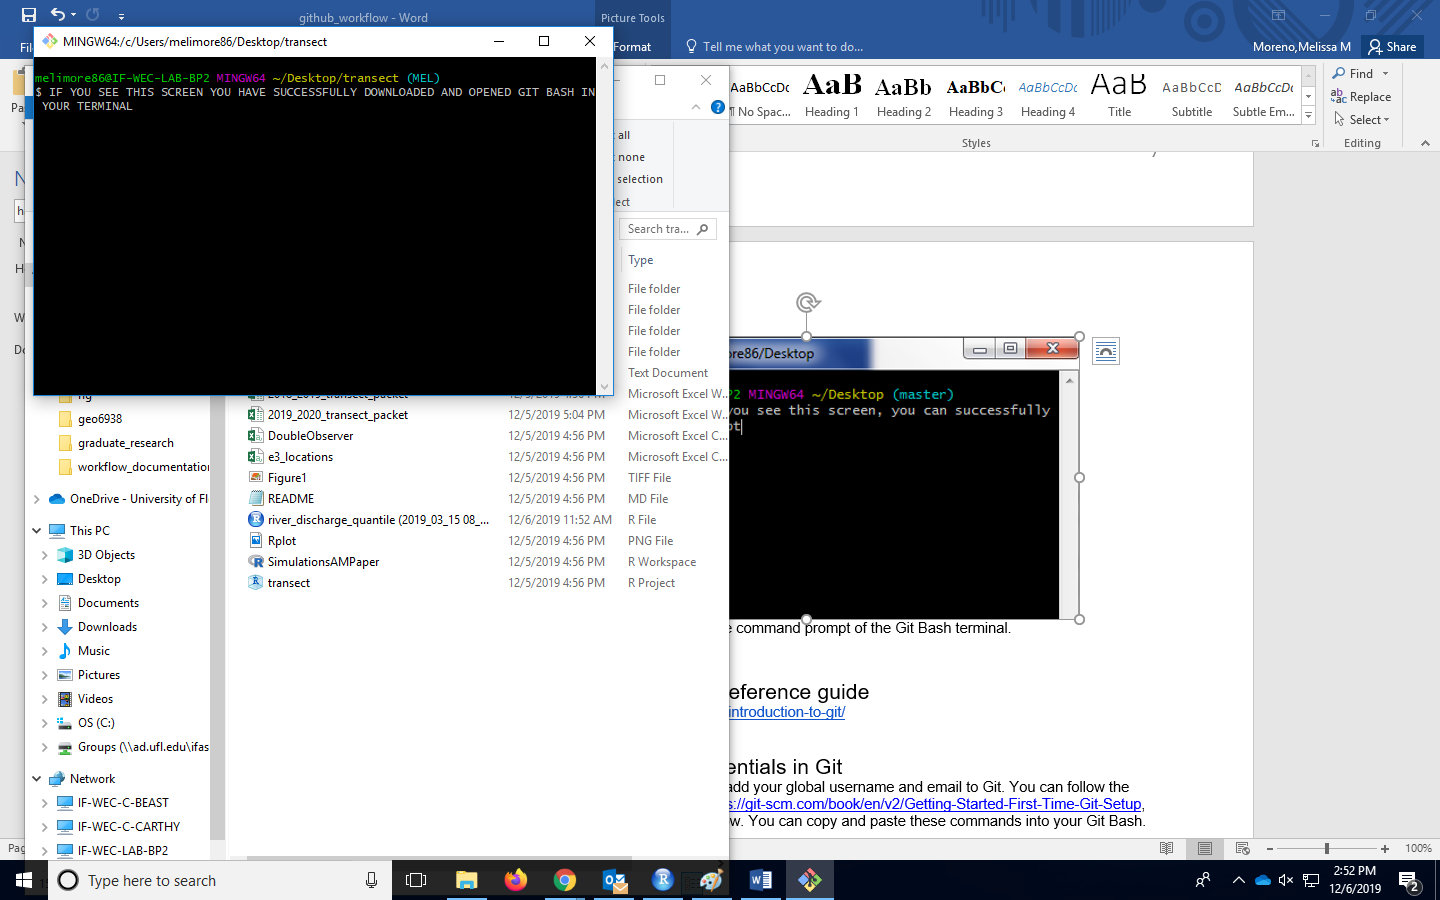 github_workflow - Word
Picture Tools
MINGW64:/c/Users/melimore86/Desktop/transect
Format
Tell me what you want to do...
Moreno,Melissa M
Share
melimore86@IF-WEC-LAB-BP2 MINGW64 ~/Desktop/transect (MEL)
$ IF YOU SEE THIS SCREEN YOU HAVE SUCCESSFULLY DOWNLOADED AND OPENED GIT BASH IN
YOUR TERMINAL
all
none
selection
Search tra...
Type
File folder
File folder
File folder
File folder
Text Document
Microsoft Excel W...
2019_2020_transect_packet 12/5/2019 5:04 PM Microsoft Excel W...
DoubleObserver 12/5/2019 4:56 PM Microsoft Excel C...
e3_locations 12/5/2019 4:56 PM Microsoft Excel C...
Figure1 12/5/2019 4:56 PM TIFF File
README 12/5/2019 4:56 PM MD File
river_discharge_quantile (2019_03_15 08_... 12/6/2019 11:52 AM R File
Rplot 12/5/2019 4:56 PM PNG File
SimulationsAMPaper 12/5/2019 4:56 PM R Workspace
transect 12/5/2019 4:56 PM R Project
geo6938
graduate_research
workflow_documentation
OneDrive - University of Fl
This PC
3D Objects
Desktop
Documents
Downloads
Music
Pictures
Videos
OS (C:)
Groups (\\ad.ufl.edu\ifas
Network
IF-WEC-C-BEAST
IF-WEC-C-CARTHY
IF-WEC-LAB-BP2
AaBbCcDc AaB AaBb AaBbCc AaBbCcDc AaB AaBbCcD AaBbCcDc
¶ No Spac... Heading 1 Heading 2 Heading 3 Heading 4 Title Subtitle Subtle Em...
Styles
Find
Replace
Select
Editing
ore86/Desktop
P2 MINGW64 ~/Desktop (master)
you see this screen, you can successfully
pt
e command prompt of the Git Bash terminal.
eference guide
introduction-to-git/
entials in Git
add your global username and email to Git. You can follow the
s://git-scm.com/book/en/v2/Getting-Started-First-Time-Git-Setup,
w. You can copy and paste these commands into your Git Bash.
100%
Type here to search
2:52 PM
12/6/2019
2